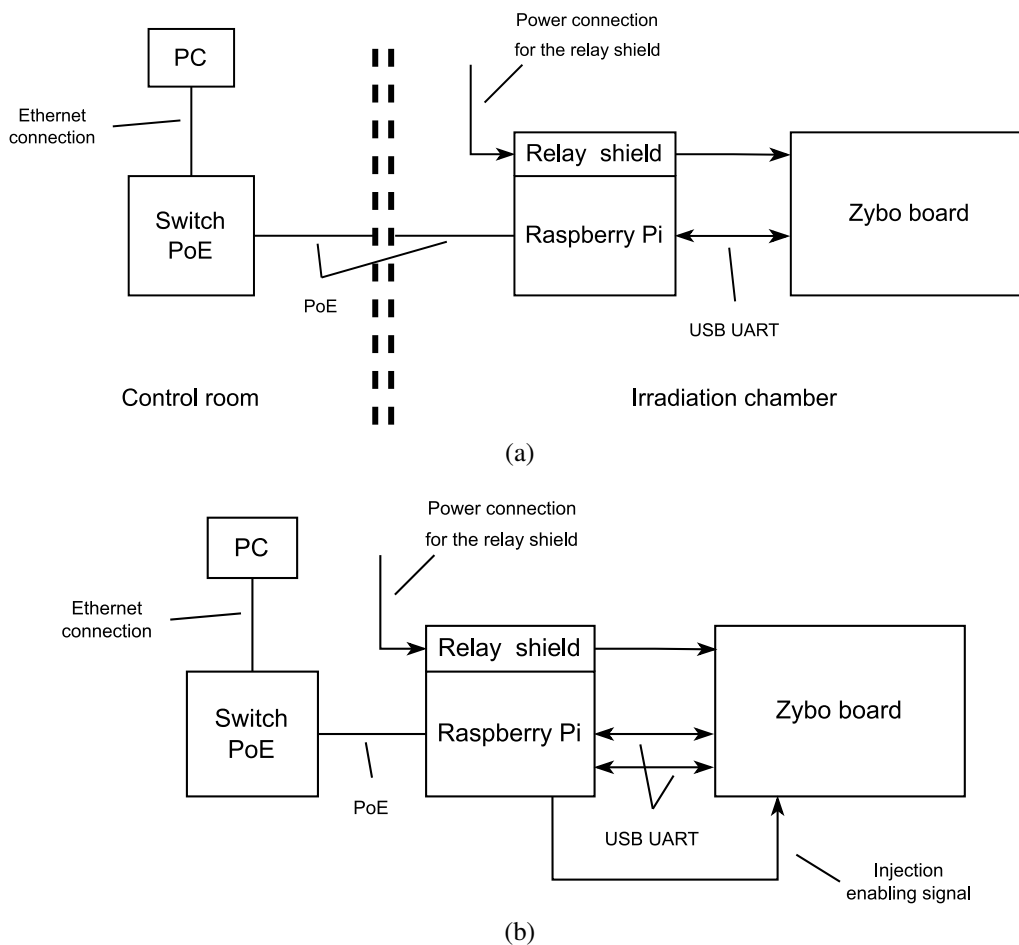 PC
Ethernet
connection
Switch
PoE
PoE
Power connection
for the relay shield
Relay shield
Raspberry Pi
Zybo board
USB UART
Control room
Irradiation chamber
(a)
PC
Ethernet
connection
Switch
PoE
PoE
Power connection
for the relay shield
Relay shield
Raspberry Pi
Zybo board
USB UART
Injection
enabling signal
(b)